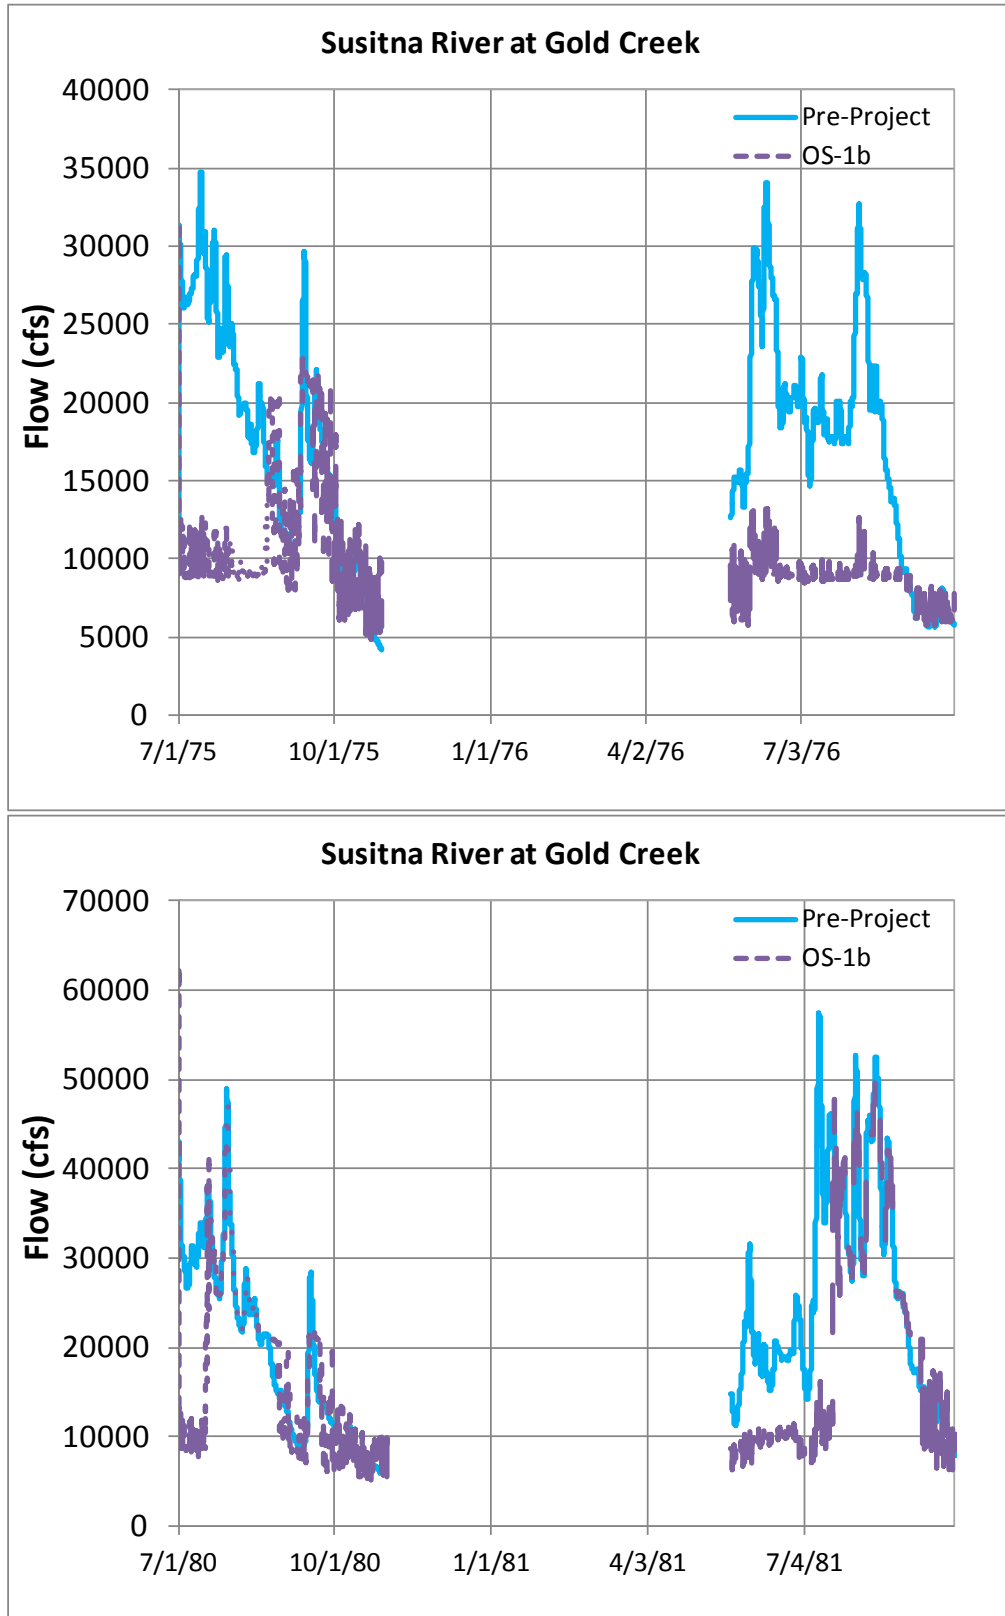 Susitna River at Gold Creek
40000
Pre-Project
OS-1b
35000
30000
25000
20000
15000
10000
5000
0
Flow (cfs)
7/1/75 10/1/75 1/1/76 4/2/76 7/3/76
Susitna River at Gold Creek
70000
Pre-Project
OS-1b
60000
50000
40000
30000
20000
10000
0
Flow (cfs)
7/1/80 10/1/80 1/1/81 4/3/81 7/4/81